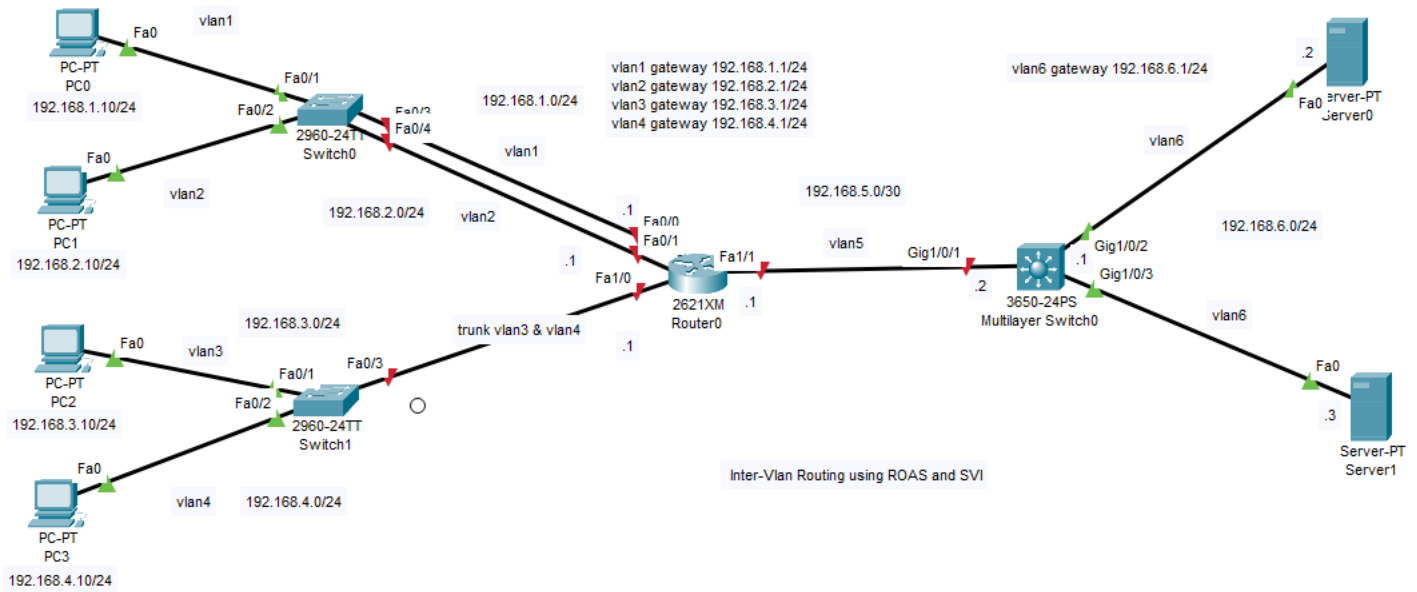 vlan1
Fa0
PC-PT
PC0
192.168.1.10/24
Fa0/1
Fa0/2
Fa0/3
Fa0/4
2960-24TT
Switch0
Fa0
PC-PT
PC1
192.168.2.10/24
vlan2
192.168.1.0/24
vlan1
192.168.2.0/24
vlan2
vlan1 gateway 192.168.1.1/24
vlan2 gateway 192.168.2.1/24
vlan3 gateway 192.168.3.1/24
vlan4 gateway 192.168.4.1/24
.1
Fa0/0
Fa0/1
.1
Fa1/0
Fa1/1
.1
2621XM
Router0
.1
192.168.5.0/30
vlan5
Gig1/0/1
.2
3650-24PS
Multilayer Switch0
Gig1/0/2
.1
Gig1/0/3
vlan6 gateway 192.168.6.1/24
vlan6
.2
Fa0
erver-PT
Server0
192.168.6.0/24
vlan6
Fa0
.3
Server-PT
Server1
192.168.3.0/24
Fa0
vlan3
PC-PT
PC2
192.168.3.10/24
Fa0/1
Fa0/2
Fa0/3
trunk vlan3 & vlan4
2960-24TT
Switch1
Fa0
vlan4
192.168.4.0/24
PC-PT
PC3
192.168.4.10/24
Inter-Vlan Routing using ROAS and SVI